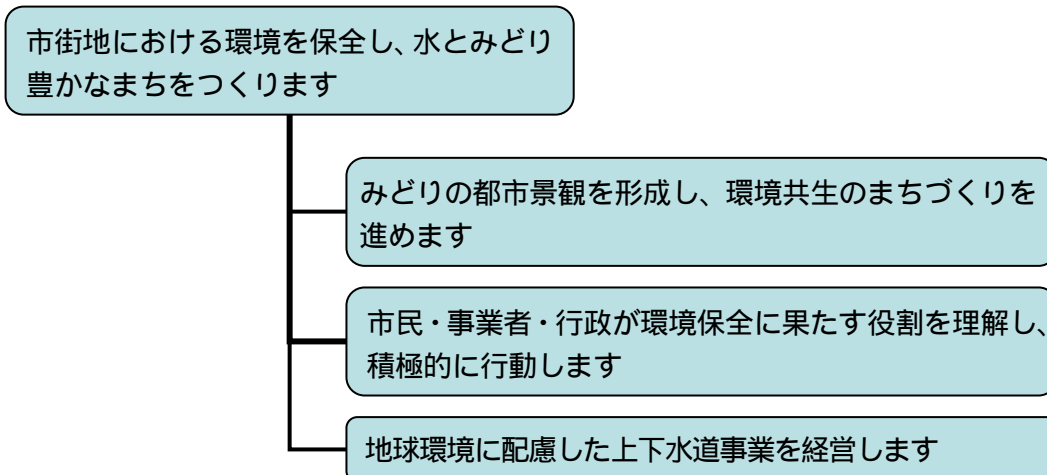 市街地における環境を保全し、水とみどり
豊かなまちをつくります
みどりの都市景観を形成し、環境共生のまちづくりを
進めます
市民・事業者・行政が環境保全に果たす役割を理解し、
積極的に行動します
地球環境に配慮した上下水道事業を経営します